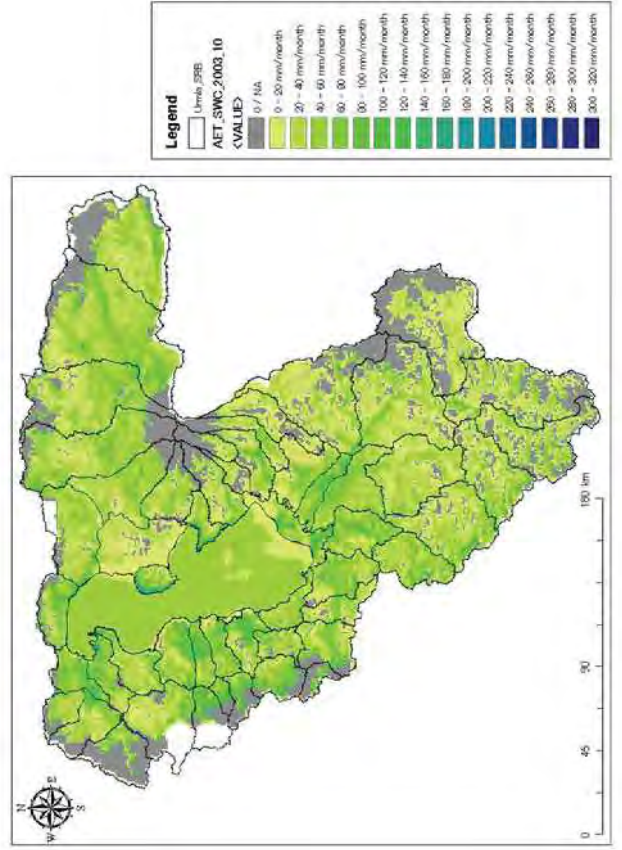 Legend
Urmia_SRB
AET_SWC_2003_10
<VALUE>
0 / NA
0 - 20 mm/month
20 - 40 mm/month
40 - 60 mm/month
60 - 80 mm/month
80 - 100 mm/month
100 - 120 mm/month
120 - 140 mm/month
140 - 160 mm/month
160 - 180 mm/month
180 - 200 mm/month
200 - 220 mm/month
220 - 240 mm/month
240 - 260 mm/month
260 - 280 mm/month
280 - 300 mm/month
300 - 320 mm/month
N
W
E
S
0
45
90
180 km